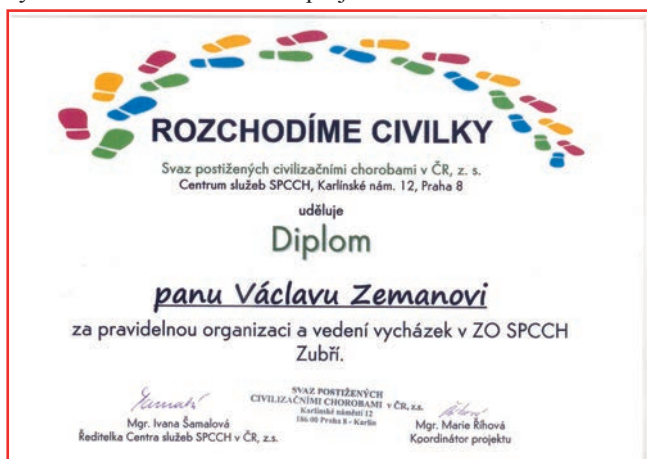 ROZCHODÍME CIVILKY
Svaz postižených civilizačními chorobami v ČR, z. s.
Centrum služeb SPCCH, Karlínské nám. 12, Praha 8
uděluje
Diplom
panu Václavu Zemanovi
za pravidelnou organizaci a vedení vycházek v ZO SPCCH
Zubří.
SVAZ POSTIŽENÝCH
CIVILIZAČNÍMI CHOROBAMI v ČR, z.s.
Karlínské náměstí 12
186 00 Praha 8 - Karlín
Mgr. Ivana Šamalová
Ředitelka Centra služeb SPCCH v ČR, z.s.
Mgr. Marie Říhová
Koordinátor projektu